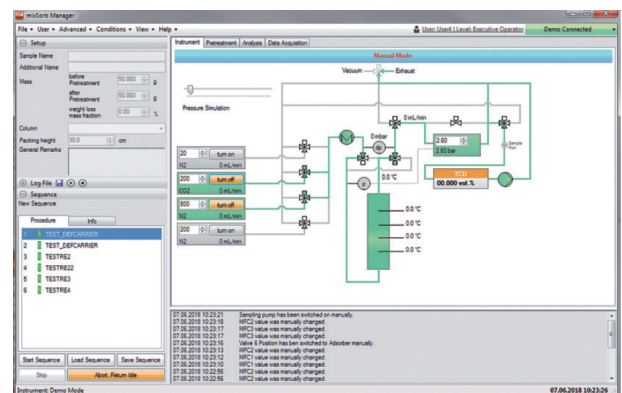 mixSorb Manager
File User Advanced Conditions View Help
User: User4 | Level: Executive Operator
Demo Connected
Setup
Sample Name
Additional Name
Mass
before Pretreatment 50.000 g
after Pretreatment 50.000 g
weight loss mass fraction 0.00 %
Column
Packing height 30.0 cm
General Remarks
Log File
Sequence
New Sequence
Procedure Info
1 TEST_DEFCARRIER
2 TEST_DEFCARRIER
3 TESTRE2
4 TESTRE22
5 TESTRE3
6 TESTRE4
Start Sequence Load Sequence Save Sequence
Skip Abort, Return Idle
Instrument: Demo Mode
Instrument Pretreatment Analysis Data Acquisition
Manual Mode
Vacuum Exhaust
Pressure Simulation
20 turn on
N2 0 mL/min
200 turn off
CO2 0 mL/min
800 turn off
N2 0 mL/min
200 turn on
N2 0 mL/min
0 mL/min
0 mbar
dp
p
0.0 °C
2.60
2.60 bar
Sample Port
TCD
00.000 vol.%
0.0 °C
0.0 °C
0.0 °C
0.0 °C
07.06.2018 10:23:21 Sampling pump has been switched on manually.
07.06.2018 10:23:18 MFC2 value was manually changed.
07.06.2018 10:23:17 MFC3 value was manually changed.
07.06.2018 10:23:17 MFC3 value was manually changed.
07.06.2018 10:23:16 Valve 6 Position has ben switched to Adsorber manually.
07.06.2018 10:23:13 MFC2 value was manually changed.
07.06.2018 10:23:12 MFC1 value was manually changed.
07.06.2018 10:23:10 MFC1 value was manually changed.
07.06.2018 10:22:56 MFC2 value was manually changed.
07.06.2018 10:22:56 MFC2 value was manually changed.
07.06.2018 10:23:26